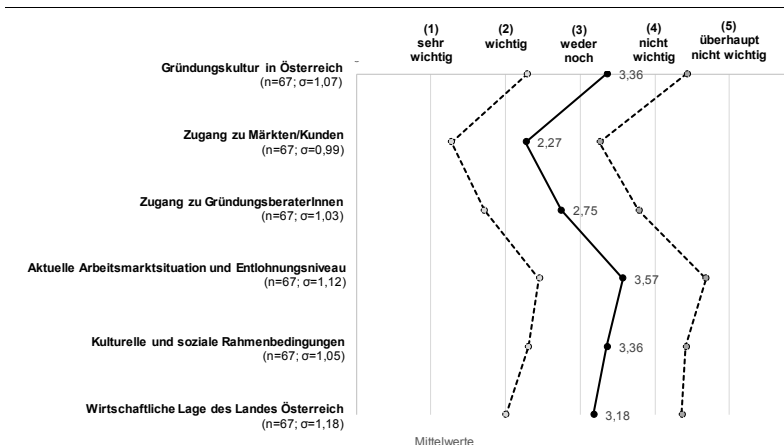 (1)
sehr
wichtig
(2)
wichtig
(3)
weder
noch
(4)
nicht
wichtig
(5)
überhaupt
nicht wichtig
Gründungskultur in Österreich
(n=67; σ=1,07)
3,36
Zugang zu Märkten/Kunden
(n=67; σ=0,99)
2,27
Zugang zu GründungsberaterInnen
(n=67; σ=1,03)
2,75
Aktuelle Arbeitsmarktsituation und Entlohnungsniveau
(n=67; σ=1,12)
3,57
Kulturelle und soziale Rahmenbedingungen
(n=67; σ=1,05)
3,36
Wirtschaftliche Lage des Landes Österreich
(n=67; σ=1,18)
3,18
Mittelwerte